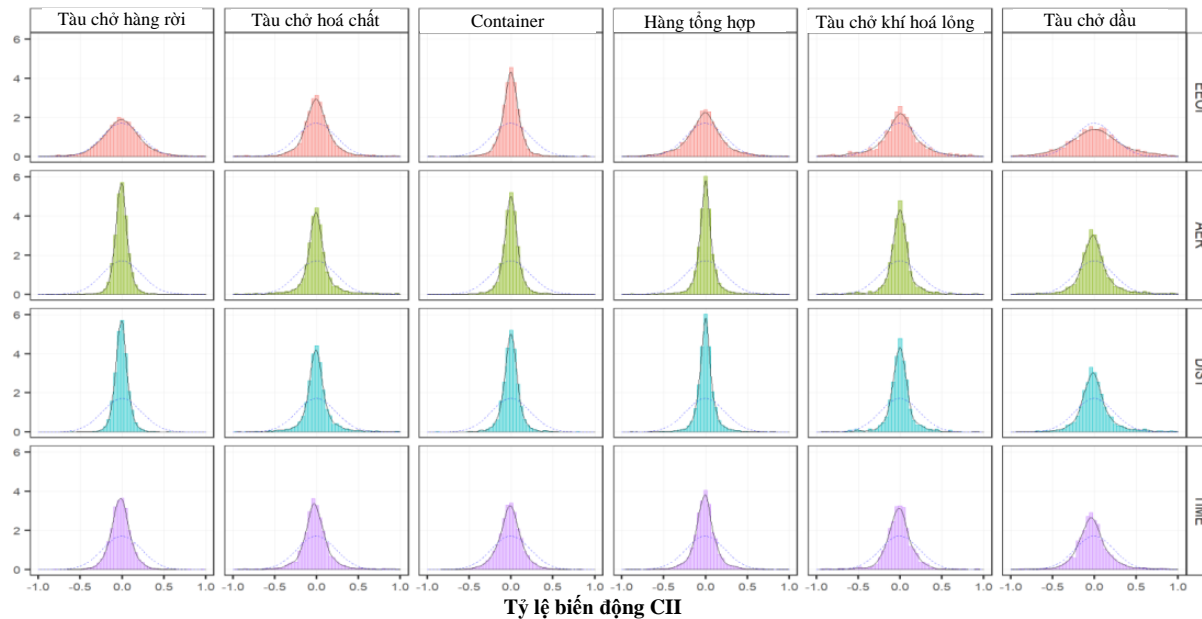 Tàu chở hàng rời Tàu chở hoá chất Container Hàng tổng hợp Tàu chở khí hoá lỏng Tàu chở dầu
6
4
2
0
EEOI
6
4
2
0
AER
6
4
2
0
DIST
6
4
2
0
TIME
-1.0 -0.5 0.0 0.5 1.0 -1.0 -0.5 0.0 0.5 1.0 -1.0 -0.5 0.0 0.5 1.0 -1.0 -0.5 0.0 0.5 1.0 -1.0 -0.5 0.0 0.5 1.0 -1.0 -0.5 0.0 0.5 1.0
Tỷ lệ biến động CII